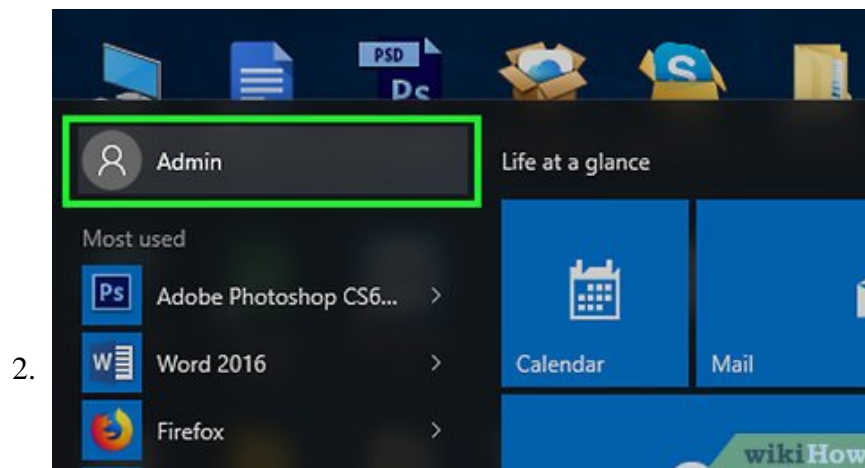 PSD
Ps
S
Admin
Life at a glance
Most used
Ps Adobe Photoshop CS6... >
Calendar
Mail
2.
W Word 2016 >
Firefox >
wikiHow